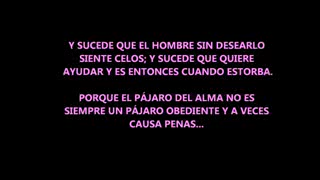 Y SUCEDE QUE EL HOMBRE SIN DESEARLO
SIENTE CELOS; Y SUCEDE QUE QUIERE
AYUDAR Y ES ENTONCES CUANDO ESTORBA.
PORQUE EL PÁJARO DEL ALMA NO ES
SIEMPRE UN PÁJARO OBEDIENTE Y A VECES
CAUSA PENAS...